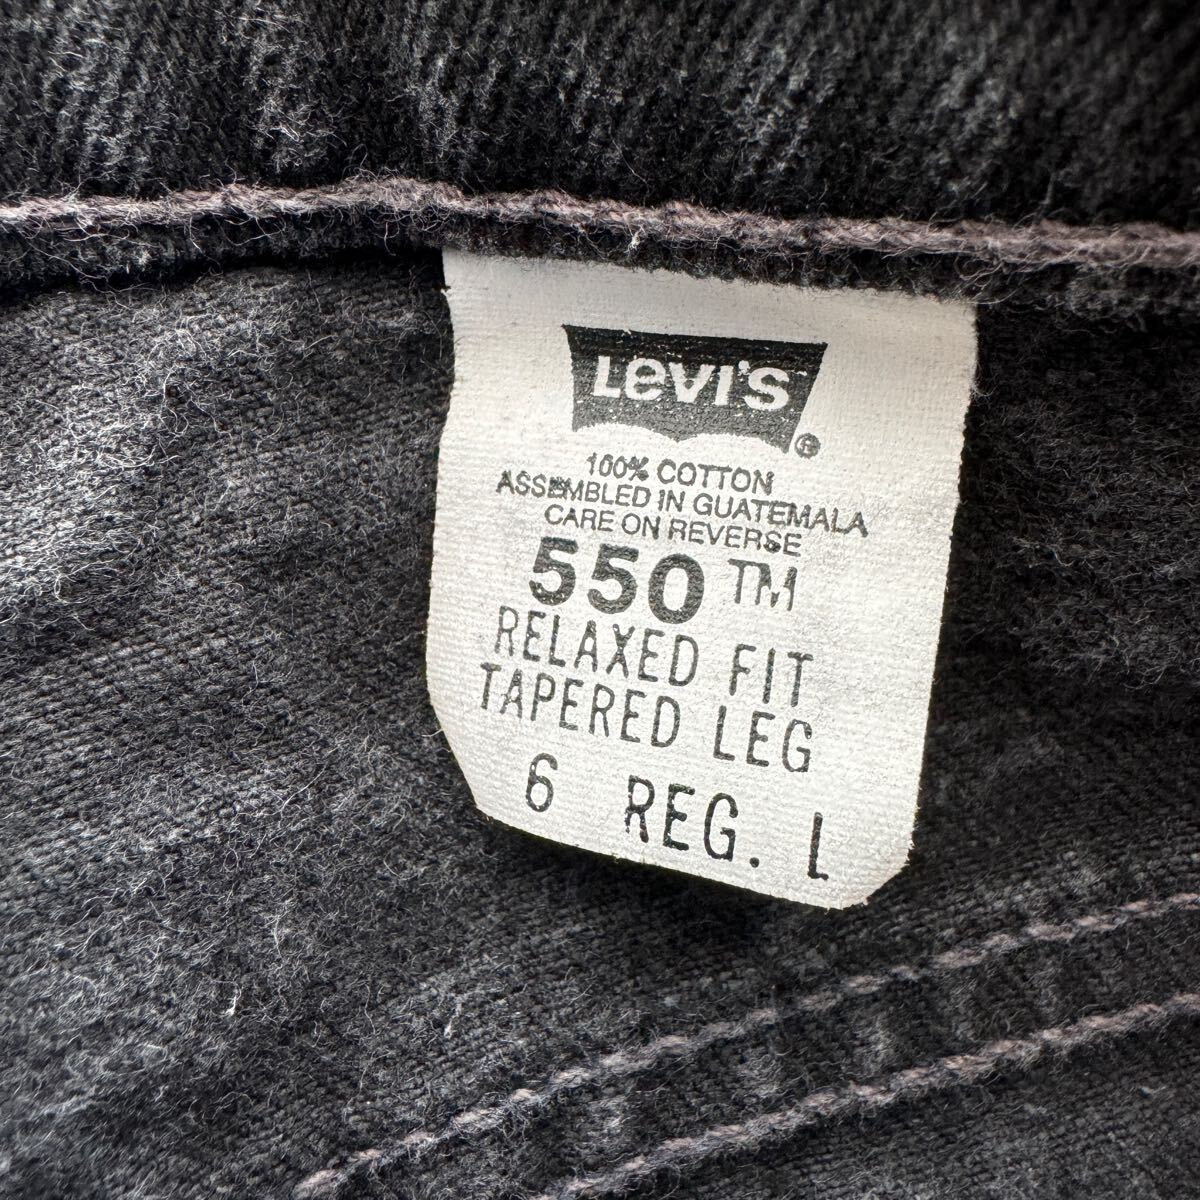 Levi's ®
100% COTTON
ASSEMBLED IN GUATEMALA
CARE ON REVERSE
550 ™
RELAXED FIT
TAPERED LEG
6 REG. L